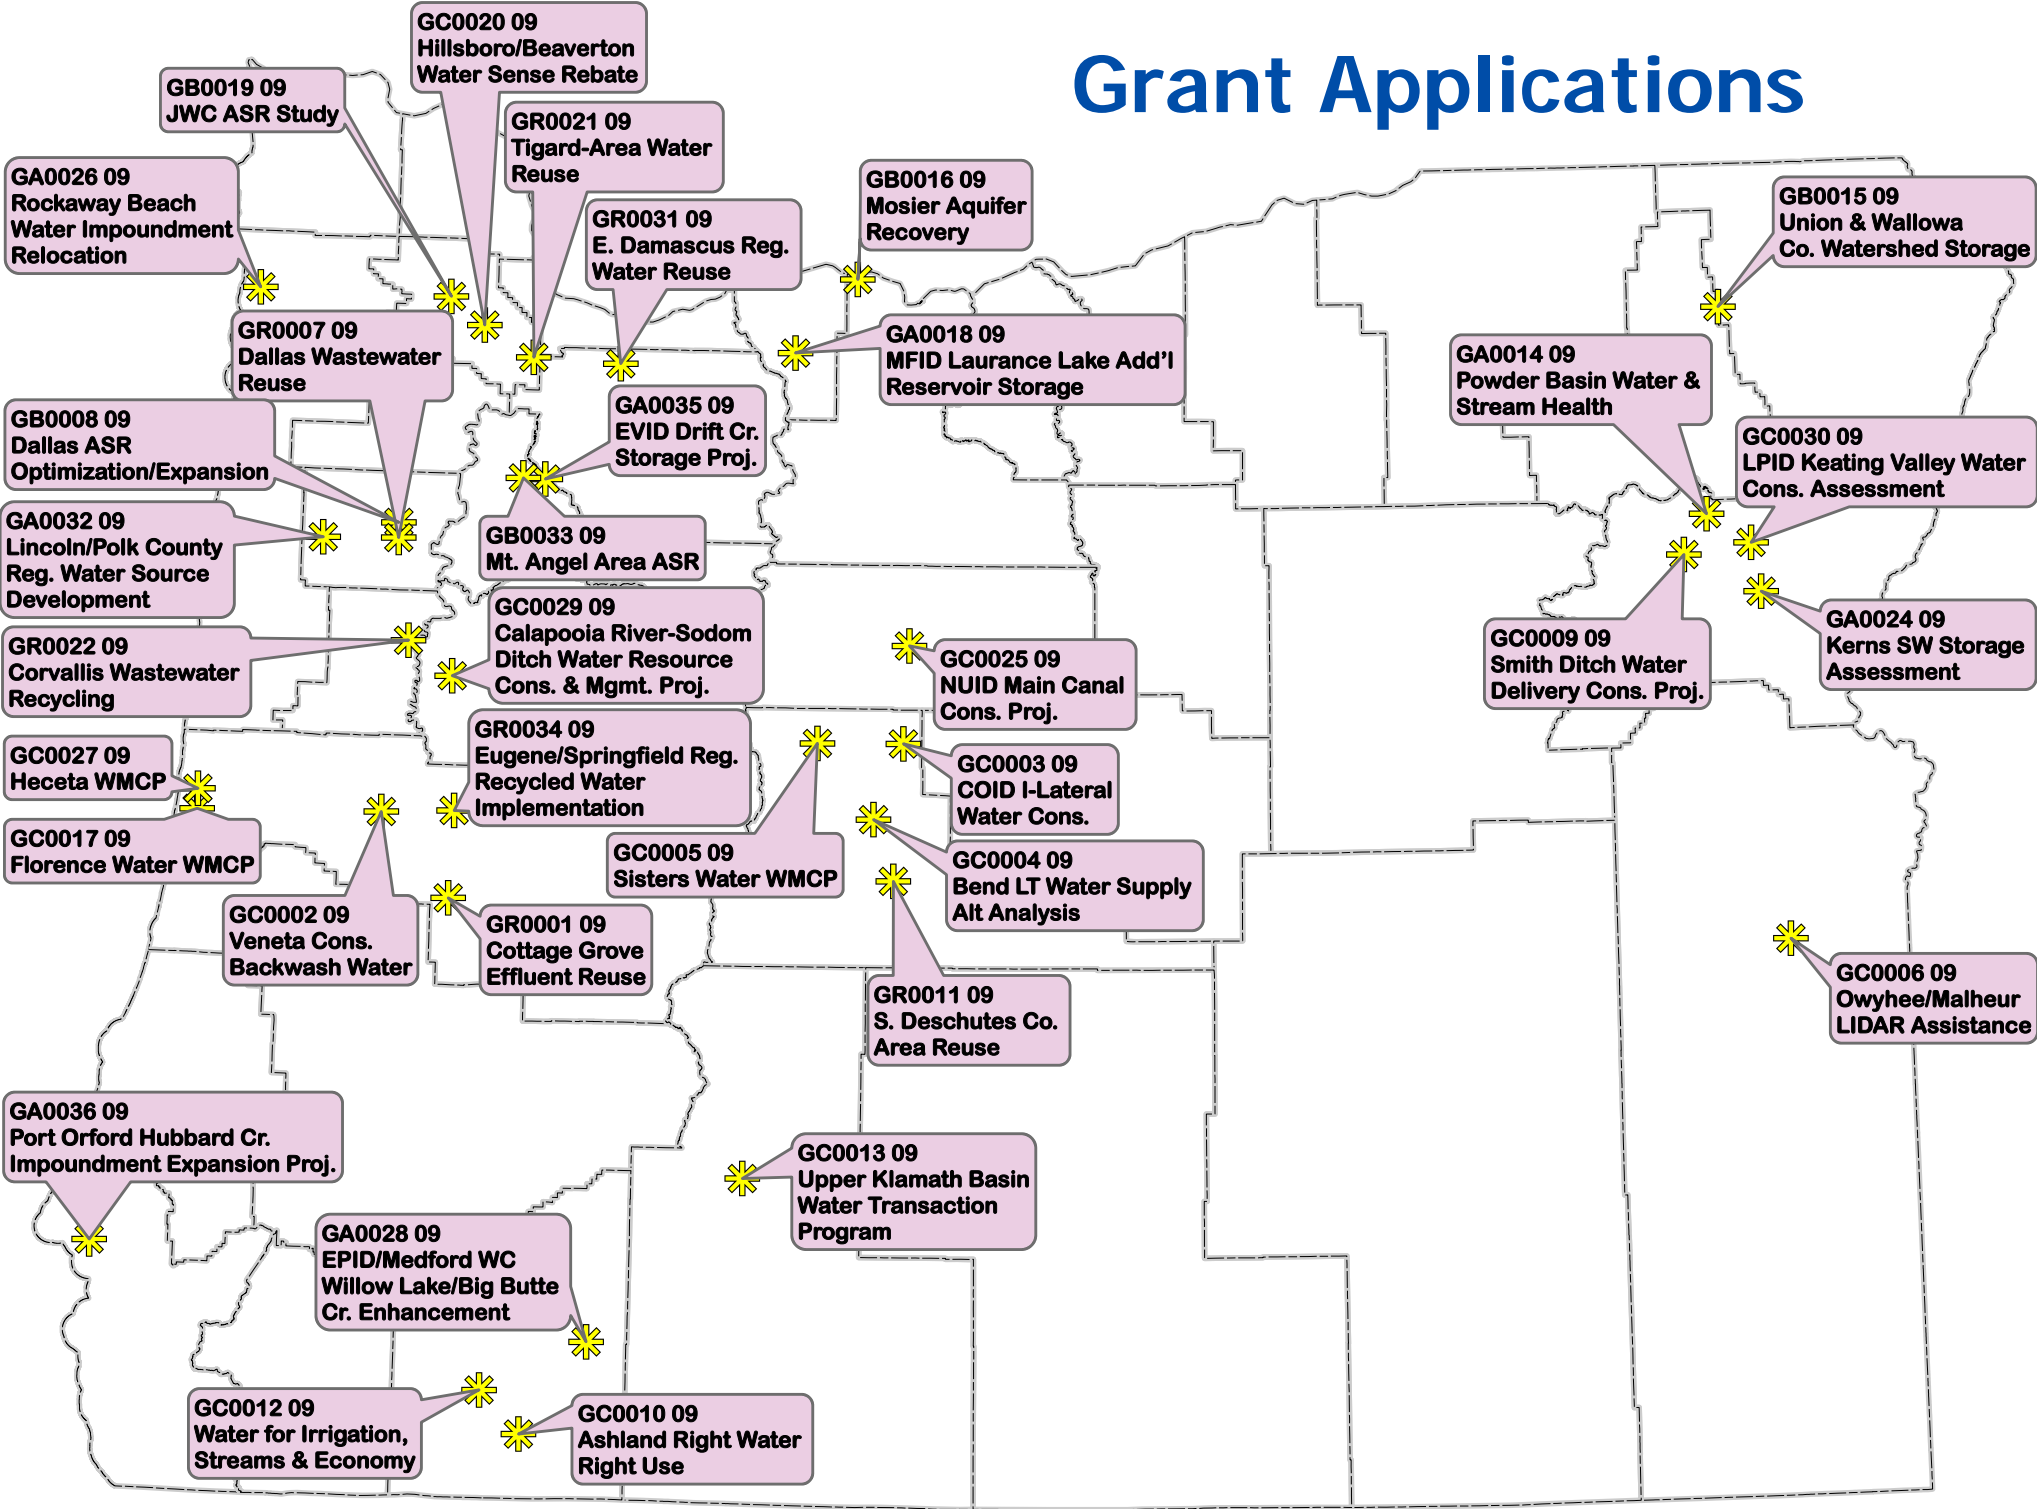 Grant Applications
GC0020 09
Hillsboro/Beaverton
Water Sense Rebate
GB0019 09
JWC ASR Study
GR0021 09
Tigard-Area Water
Reuse
GA0026 09
Rockaway Beach
Water Impoundment
Relocation
GR0031 09
E. Damascus Reg.
Water Reuse
GB0016 09
Mosier Aquifer
Recovery
GB0015 09
Union & Wallowa
Co. Watershed Storage
GR0007 09
Dallas Wastewater
Reuse
GA0018 09
MFID Laurance Lake Add’l
Reservoir Storage
GA0014 09
Powder Basin Water &
Stream Health
GB0008 09
Dallas ASR
Optimization/Expansion
GA0035 09
EVID Drift Cr.
Storage Proj.
GC0030 09
LPID Keating Valley Water
Cons. Assessment
GA0032 09
Lincoln/Polk County
Reg. Water Source
Development
GB0033 09
Mt. Angel Area ASR
GC0029 09
Calapooia River-Sodom
Ditch Water Resource
Cons. & Mgmt. Proj.
GR0022 09
Corvallis Wastewater
Recycling
GC0025 09
NUID Main Canal
Cons. Proj.
GC0009 09
Smith Ditch Water
Delivery Cons. Proj.
GA0024 09
Kerns SW Storage
Assessment
GC0027 09
Heceta WMCP
GR0034 09
Eugene/Springfield Reg.
Recycled Water
Implementation
GC0003 09
COID I-Lateral
Water Cons.
GC0017 09
Florence Water WMCP
GC0005 09
Sisters Water WMCP
GC0004 09
Bend LT Water Supply
Alt Analysis
GC0002 09
Veneta Cons.
Backwash Water
GR0001 09
Cottage Grove
Effluent Reuse
GR0011 09
S. Deschutes Co.
Area Reuse
GC0006 09
Owyhee/Malheur
LIDAR Assistance
GA0036 09
Port Orford Hubbard Cr.
Impoundment Expansion Proj.
GC0013 09
Upper Klamath Basin
Water Transaction
Program
GA0028 09
EPID/Medford WC
Willow Lake/Big Butte
Cr. Enhancement
GC0012 09
Water for Irrigation,
Streams & Economy
GC0010 09
Ashland Right Water
Right Use